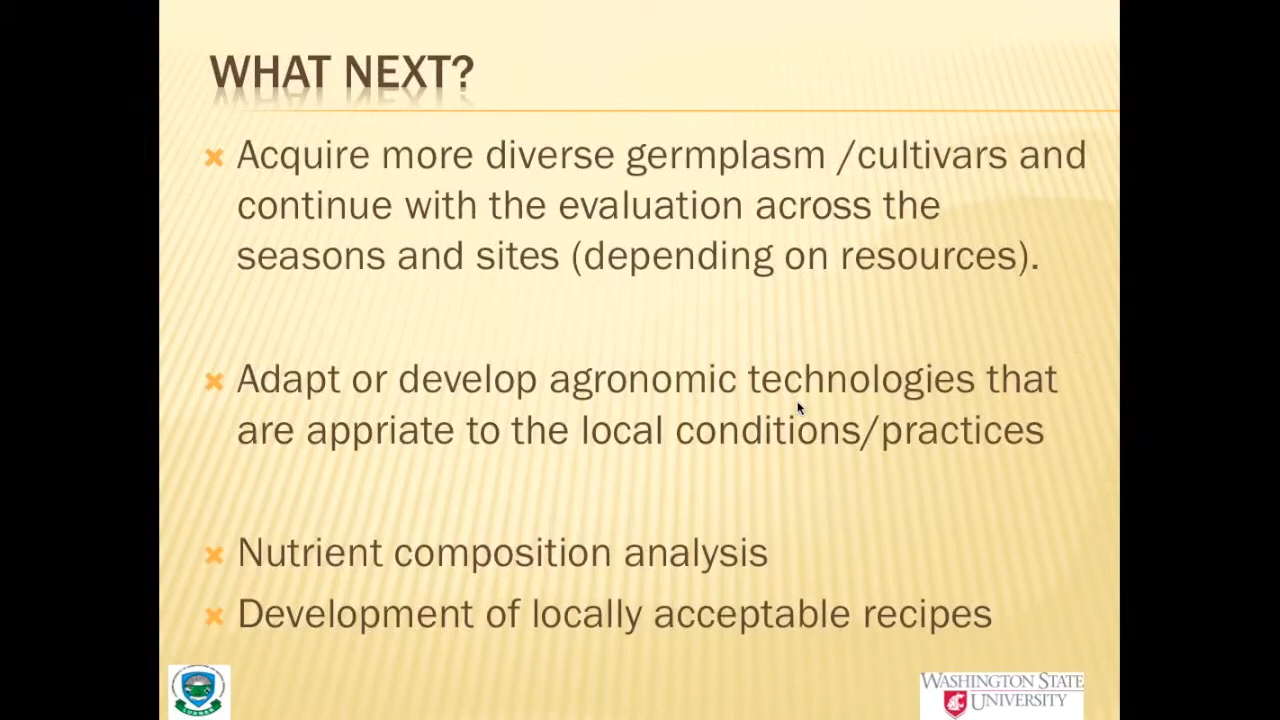 WHAT NEXT?
Acquire more diverse germplasm /cultivars and
continue with the evaluation across the
seasons and sites (depending on resources).
Adapt or develop agronomic technologies that
are appriate to the local conditions/practices
Nutrient composition analysis
Development of locally acceptable recipes
WASHINGTON STATE
UNIVERSITY